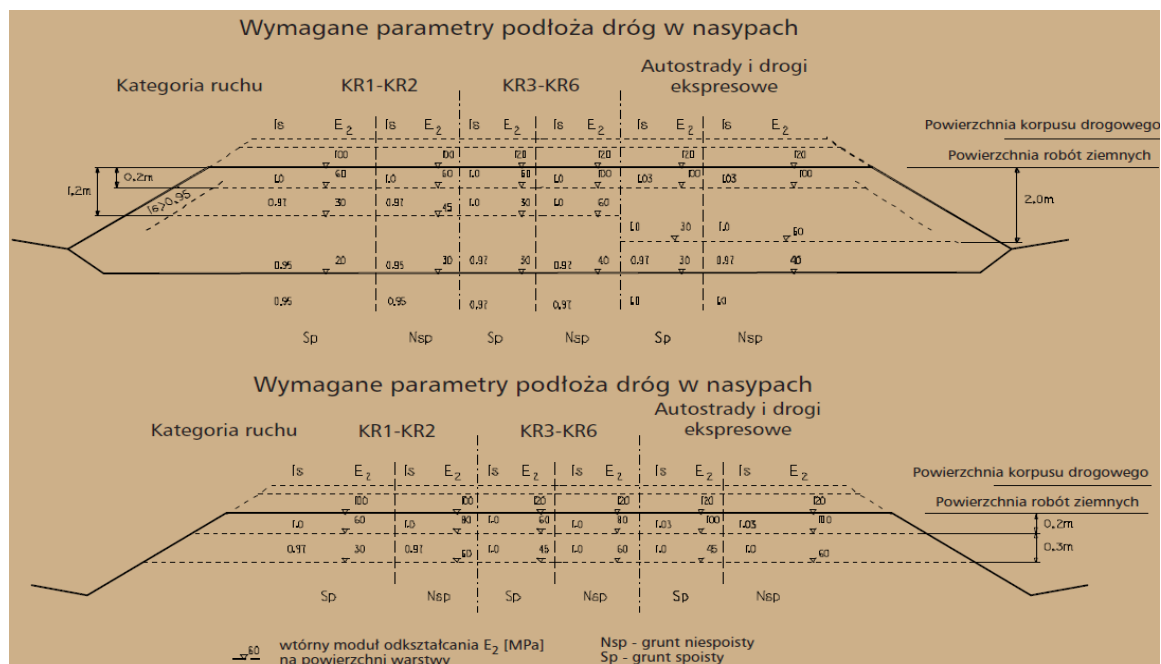 Wymagane parametry podłoża dróg w nasypach
Kategoria ruchu KR1-KR2 KR3-KR6 Autostrady i drogi ekspresowe
Is E2 Is E2 Is E2 Is E2 Is E2 Is E2
Powierzchnia korpusu drogowego
100 100 120 120 120 120
Powierzchnia robót ziemnych
0.2m 1.0 60 1.0 60 1.0 60 1.0 100 1.03 100 1.03 100
1.2m Is>0.95 0.97 30 0.97 45 1.0 30 1.0 60 2.0m
1.0 30 1.0 60
0.95 20 0.95 30 0.97 30 0.97 40 0.97 30 0.97 40
0.95 0.95 0.97 0.97 1.0 1.0
Sp Nsp Sp Nsp Sp Nsp
Wymagane parametry podłoża dróg w nasypach
Kategoria ruchu KR1-KR2 KR3-KR6 Autostrady i drogi ekspresowe
Is E2 Is E2 Is E2 Is E2 Is E2 Is E2
Powierzchnia korpusu drogowego
100 100 120 120 120 120
Powierzchnia robót ziemnych
1.0 60 1.0 80 1.0 60 1.0 80 1.03 100 1.03 100 0.2m
0.97 30 0.97 60 1.0 45 1.0 60 1.0 45 1.0 60 0.3m
Sp Nsp Sp Nsp Sp Nsp
60 wtórny moduł odkształcania E2 [MPa]
na powierzchni warstwy
Nsp - grunt niespoisty
Sp - grunt spoisty